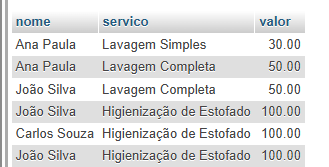 nome servico valor
Ana Paula Lavagem Simples 30.00
Ana Paula Lavagem Completa 50.00
João Silva Lavagem Completa 50.00
João Silva Higienização de Estofado 100.00
Carlos Souza Higienização de Estofado 100.00
João Silva Higienização de Estofado 100.00